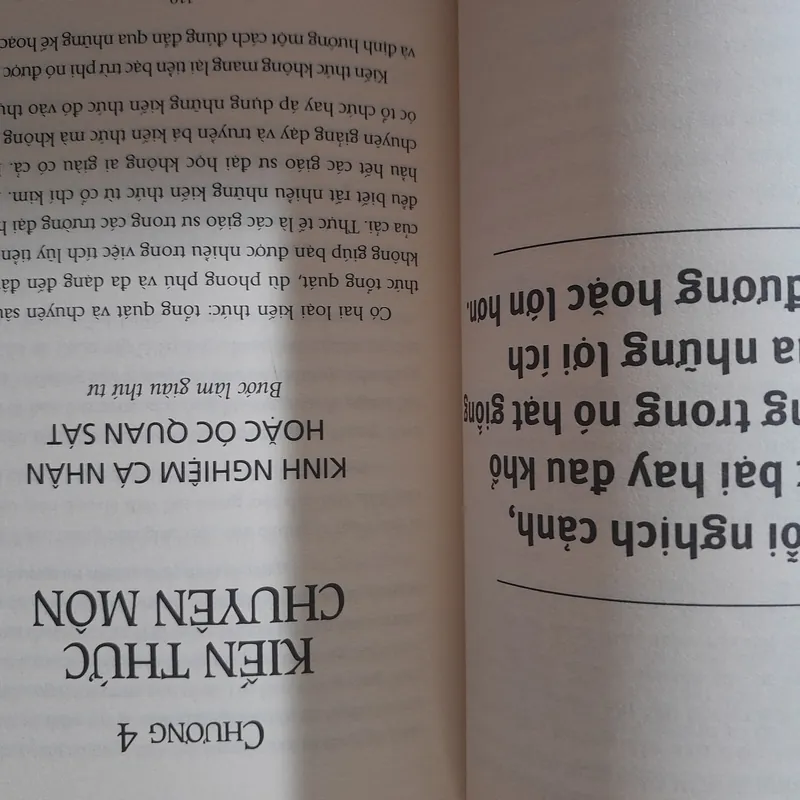 ỗi nghịch cảnh,
t bại hay đau khổ
ng trong nó hạt giống
a những lợi ích
đương hoặc lớn hơn.
CHƯƠNG 4
KIẾN THỨC
CHUYÊN MÔN
KINH NGHIỆM CÁ NHÂN
HOẶC ÓC QUAN SÁT
Bước làm giàu thứ tư
Có hai loại kiến thức: tổng quát và chuyên sâ
thức tổng quát, dù phong phú và đa dạng đến đâ
không giúp bạn được nhiều trong việc tích lũy tiền
của cải. Thực tế là các giáo sư trong các trường đại h
đều biết rất nhiều những kiến thức từ cổ chí kim.
hầu hết các giáo sư đại học không ai giàu có cả.
chuyên giảng dạy và truyền bá kiến thức mà không
óc tổ chức hay áp dụng những kiến thức đó vào thự
Kiến thức không mang lại tiền bạc trừ phi nó được
và định hướng một cách đúng đắn qua những kế hoạc